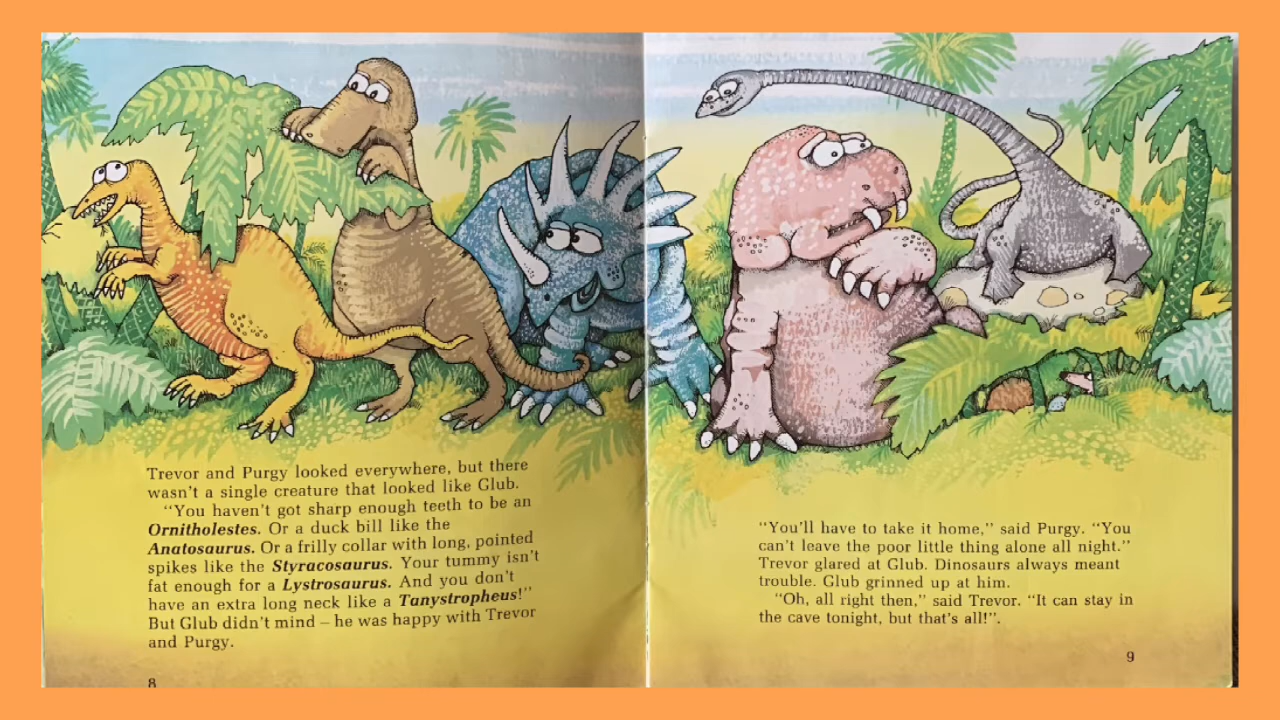 Trevor and Purgy looked everywhere, but there
wasn't a single creature that looked like Glub.
“You haven't got sharp enough teeth to be an
Ornitholestes. Or a duck bill like the
Anatosaurus. Or a frilly collar with long, pointed
spikes like the Styracosaurus. Your tummy isn't
fat enough for a Lystrosaurus. And you don't
have an extra long neck like a Tanystropheus!”
But Glub didn't mind – he was happy with Trevor
and Purgy.
8
“You'll have to take it home,” said Purgy. “You
can't leave the poor little thing alone all night.”
Trevor glared at Glub. Dinosaurs always meant
trouble. Glub grinned up at him.
“Oh, all right then,” said Trevor. “It can stay in
the cave tonight, but that's all!”.
9